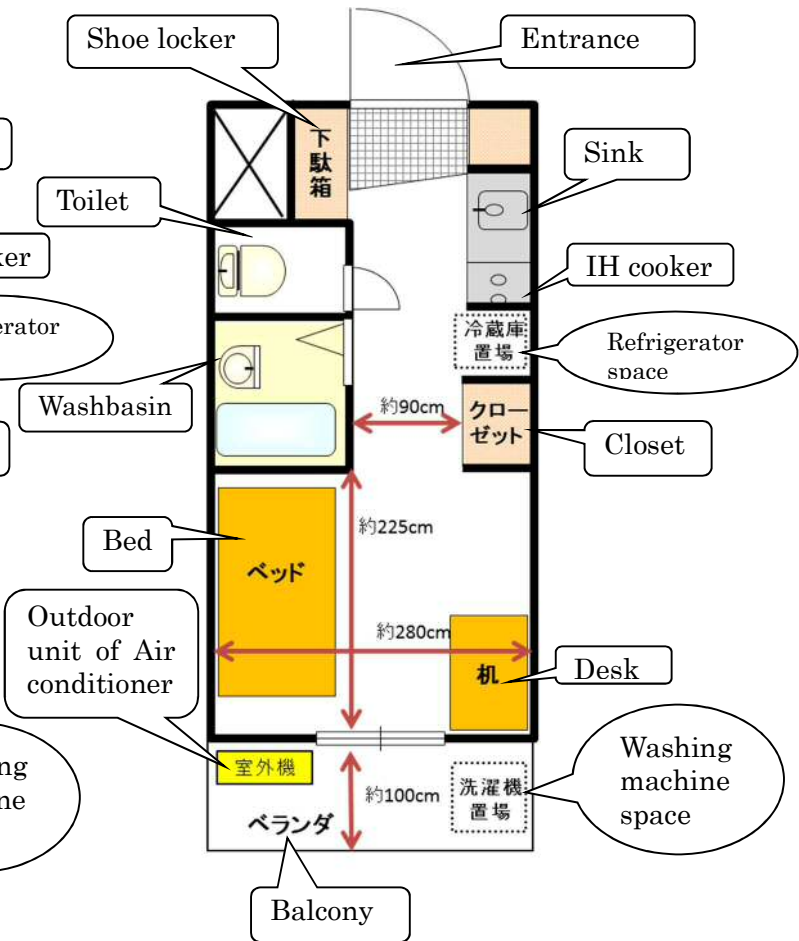 Shoe locker
Entrance
下
駄
箱
Sink
Toilet
ker
IH cooker
erator
冷蔵庫
置場
Refrigerator
space
Washbasin
約90cm
クロー
ゼット
Closet
Bed
約225cm
ベッド
Outdoor
unit of Air
conditioner
約280cm
机
Desk
ng
ne
室外機
約100cm
洗濯機
置場
Washing
machine
space
ベランダ
Balcony